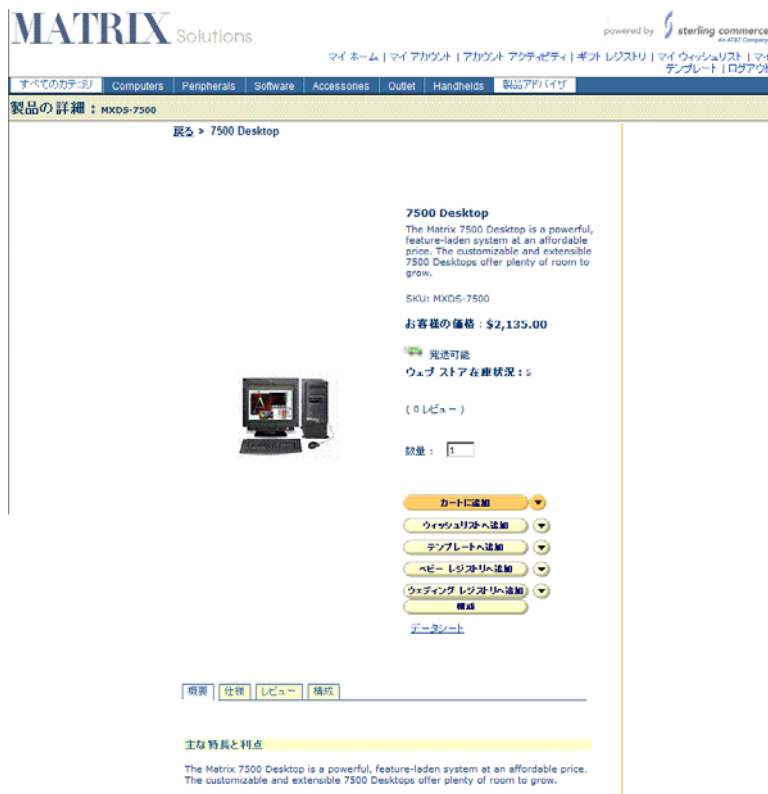 MATRIX Solutions
powered by sterling commerce
An AT&T Company
マイ ホーム | マイ アカウント | アカウント アクティビティ | ギフト レジストリ | マイ ウィッシュリスト | マイ
テンプレート | ログアウト
すべてのカテゴリ Computers Peripherals Software Accessories Outlet Handhelds 製品アドバイザ
製品の詳細：MXDS-7500
戻る > 7500 Desktop
7500 Desktop
The Matrix 7500 Desktop is a powerful,
feature-laden system at an affordable
price. The customizable and extensible
7500 Desktops offer plenty of room to
grow.
SKU: MXDS-7500
お客様の価格：$2,135.00
発送可能
ウェブ ストア在庫状況：5
( 0 レビュー )
数量： 1
カートに追加
ウィッシュリストへ追加
テンプレートへ追加
ベビー レジストリへ追加
ウェディング レジストリへ追加
構成
データシート
概要 仕様 レビュー 構成
主な特長と利点
The Matrix 7500 Desktop is a powerful, feature-laden system at an affordable price.
The customizable and extensible 7500 Desktops offer plenty of room to grow.